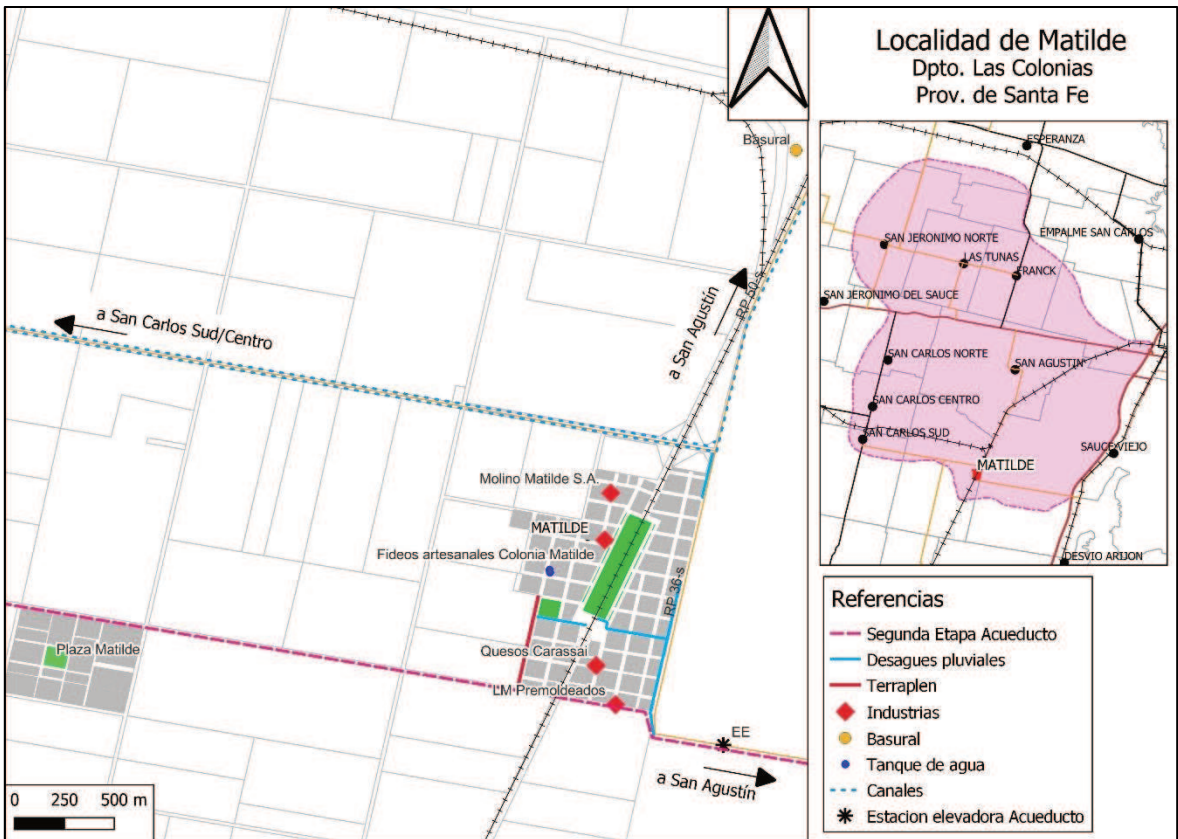 Localidad de Matilde
Dpto. Las Colonias
Prov. de Santa Fe
Basural
a San Agustín
RP 50-s
a San Carlos Sud/Centro
Molino Matilde S.A.
MATILDE
Fideos artesanales Colonia Matilde
RP 36-s
Plaza Matilde
Quesos Carassai
LM Premoldeados
EE
a San Agustín
0 250 500 m
ESPERANZA
EMPALME SAN CARLOS
SAN JERONIMO NORTE
LAS TUNAS
FRANCK
SAN JERONIMO DEL SAUCE
SAN CARLOS NORTE
SAN AGUSTIN
SAN CARLOS CENTRO
SAN CARLOS SUD
SAUCE VIEJO
MATILDE
DESVIO ARIJON
Referencias
Segunda Etapa Acueducto
Desagues pluviales
Terraplen
Industrias
Basural
Tanque de agua
Canales
Estacion elevadora Acueducto